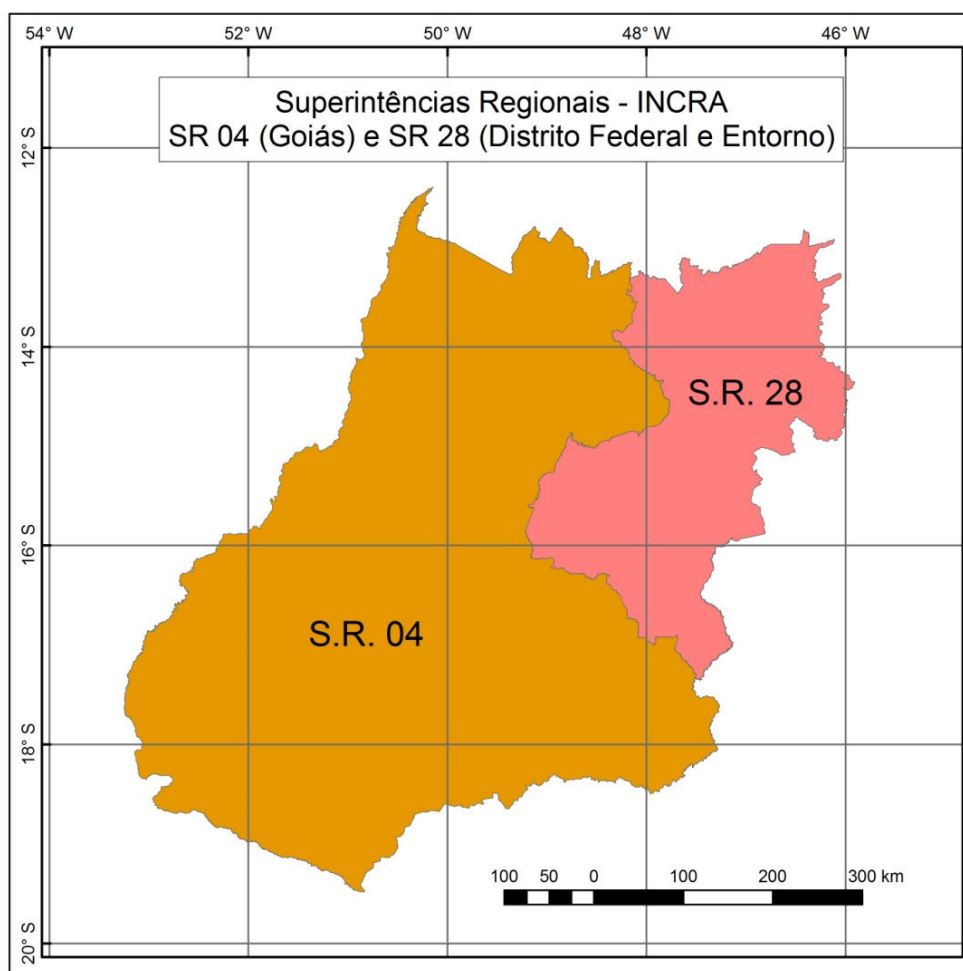 54° W 52° W 50° W 48° W 46° W
Superintências Regionais - INCRA
SR 04 (Goiás) e SR 28 (Distrito Federal e Entorno)
12° S
14° S
S.R. 28
16° S
S.R. 04
18° S
100 50 0 100 200 300 km
20° S